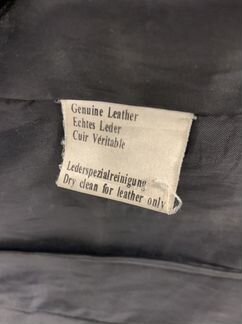 Genuine Leather
Echtes Leder
Cuir Véritable
Lederspezialreinigung
Dry clean for leather only